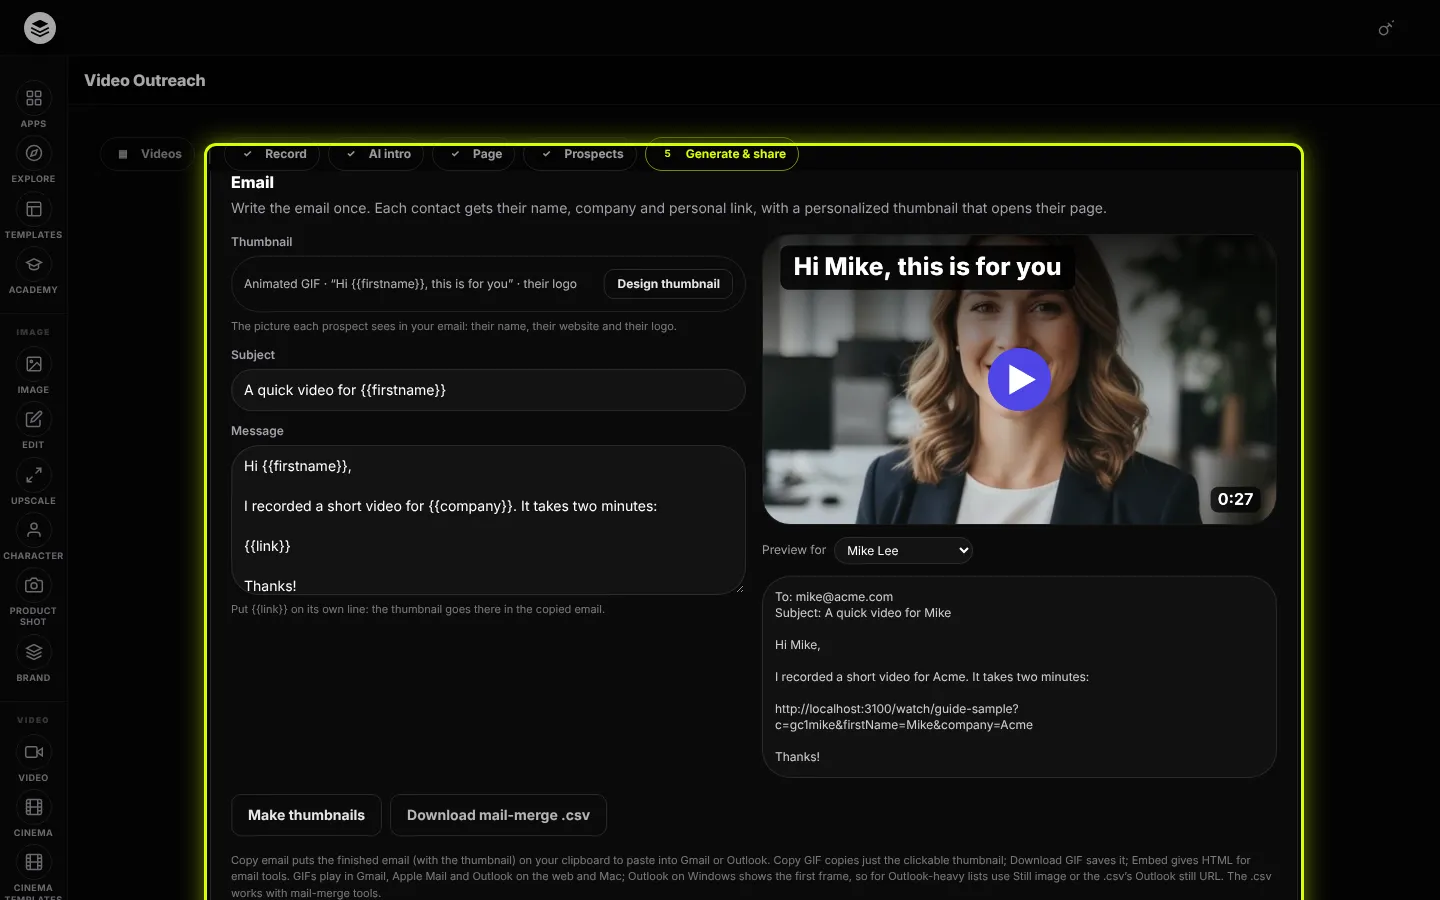 Video Outreach
APPS
EXPLORE
TEMPLATES
ACADEMY
IMAGE
IMAGE
EDIT
UPSCALE
CHARACTER
PRODUCT
SHOT
BRAND
VIDEO
VIDEO
CINEMA
CINEMA
TEMPLATES
Videos
Record
AI intro
Page
Prospects
5 Generate & share
Email
Write the email once. Each contact gets their name, company and personal link, with a personalized thumbnail that opens their page.
Thumbnail
Animated GIF · “Hi {{firstname}}, this is for you” · their logo
Design thumbnail
The picture each prospect sees in your email: their name, their website and their logo.
Subject
A quick video for {{firstname}}
Message
Hi {{firstname}},
I recorded a short video for {{company}}. It takes two minutes:
{{link}}
Thanks!
Put {{link}} on its own line: the thumbnail goes there in the copied email.
Hi Mike, this is for you
0:27
Preview for Mike Lee
To: mike@acme.com
Subject: A quick video for Mike
Hi Mike,
I recorded a short video for Acme. It takes two minutes:
http://localhost:3100/watch/guide-sample?
c=gc1mike&firstName=Mike&company=Acme
Thanks!
Make thumbnails
Download mail-merge .csv
Copy email puts the finished email (with the thumbnail) on your clipboard to paste into Gmail or Outlook. Copy GIF copies just the clickable thumbnail; Download GIF saves it; Embed gives HTML for
email tools. GIFs play in Gmail, Apple Mail and Outlook on the web and Mac; Outlook on Windows shows the first frame, so for Outlook-heavy lists use Still image or the .csv’s Outlook still URL. The .csv
works with mail-merge tools.